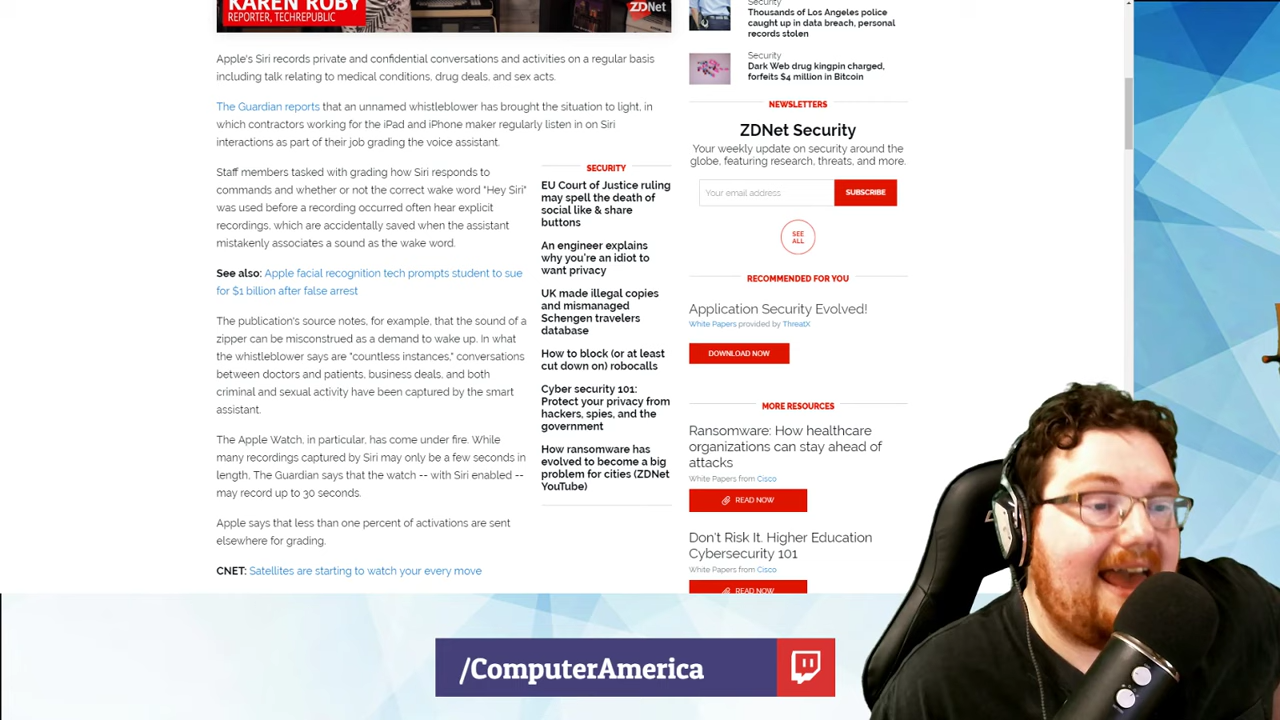 KAREN ROBY
REPORTER, TECHREPUBLIC
ZDNet
Apple's Siri records private and confidential conversations and activities on a regular basis
including talk relating to medical conditions, drug deals, and sex acts.
The Guardian reports that an unnamed whistleblower has brought the situation to light, in
which contractors working for the iPad and iPhone maker regularly listen in on Siri
interactions as part of their job grading the voice assistant.
Staff members tasked with grading how Siri responds to
commands and whether or not the correct wake word "Hey Siri"
was used before a recording occurred often hear explicit
recordings, which are accidentally saved when the assistant
mistakenly associates a sound as the wake word.
See also: Apple facial recognition tech prompts student to sue
for $1 billion after false arrest
The publication's source notes, for example, that the sound of a
zipper can be misconstrued as a demand to wake up. In what
the whistleblower says are "countless instances," conversations
between doctors and patients, business deals, and both
criminal and sexual activity have been captured by the smart
assistant.
The Apple Watch, in particular, has come under fire. While
many recordings captured by Siri may only be a few seconds in
length, The Guardian says that the watch -- with Siri enabled --
may record up to 30 seconds.
Apple says that less than one percent of activations are sent
elsewhere for grading.
CNET: Satellites are starting to watch your every move
SECURITY
EU Court of Justice ruling
may spell the death of
social like & share
buttons
An engineer explains
why you're an idiot to
want privacy
UK made illegal copies
and mismanaged
Schengen travelers
database
How to block (or at least
cut down on) robocalls
Cyber security 101:
Protect your privacy from
hackers, spies, and the
government
How ransomware has
evolved to become a big
problem for cities (ZDNet
YouTube)
Security
Thousands of Los Angeles police
caught up in data breach, personal
records stolen
Security
Dark Web drug kingpin charged,
forfeits $4 million in Bitcoin
NEWSLETTERS
ZDNet Security
Your weekly update on security around the
globe, featuring research, threats, and more.
Your email address
SUBSCRIBE
SEE
ALL
RECOMMENDED FOR YOU
Application Security Evolved!
White Papers provided by ThreatX
DOWNLOAD NOW
MORE RESOURCES
Ransomware: How healthcare
organizations can stay ahead of
attacks
White Papers from Cisco
READ NOW
Don't Risk It. Higher Education
Cybersecurity 101
White Papers from Cisco
READ NOW
/ComputerAmerica